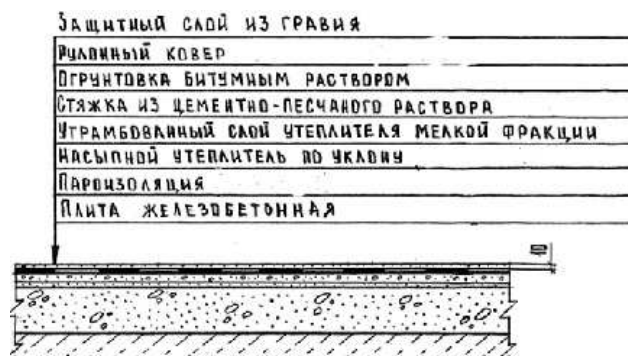 Защитный слой из гравия
Рулонный ковер
Огрунтовка битумным раствором
Стяжка из цементно-песчаного раствора
Утрамбованный слой утеплителя мелкой фракции
Насыпной утеплитель по уклону
Пароизоляция
Плита железобетонная